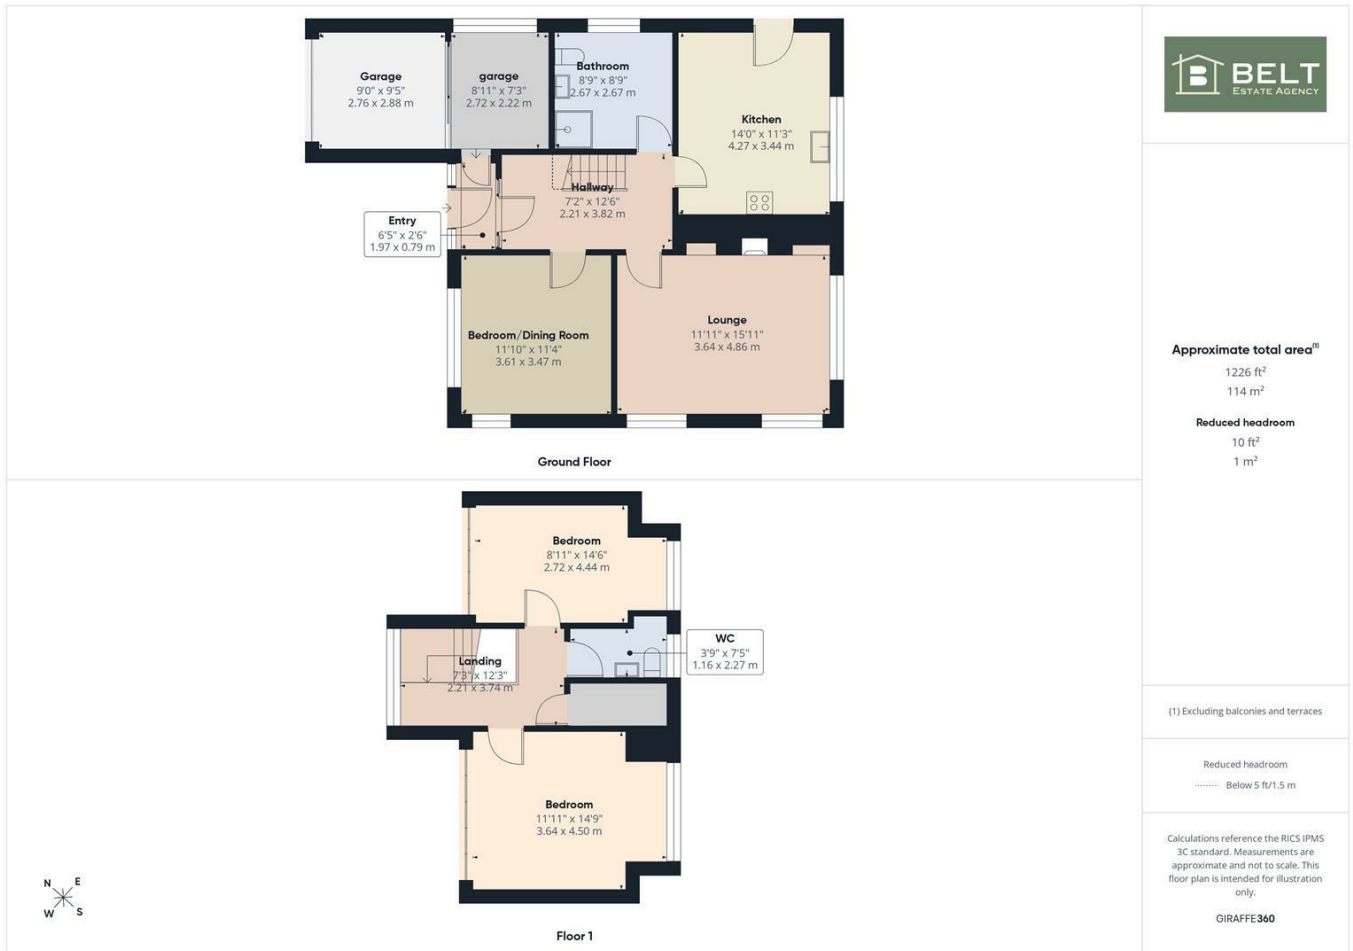 Garage
9'0" x 9'5"
2.76 x 2.88 m
garage
8'11" x 7'3"
2.72 x 2.22 m
Bathroom
8'9" x 8'9"
2.67 x 2.67 m
Kitchen
14'0" x 11'3"
4.27 x 3.44 m
Hallway
7'2" x 12'6"
2.21 x 3.82 m
Entry
6'5" x 2'6"
1.97 x 0.79 m
Bedroom/Dining Room
11'10" x 11'4"
3.61 x 3.47 m
Lounge
11'11" x 15'11"
3.64 x 4.86 m
Ground Floor
Bedroom
8'11" x 14'6"
2.72 x 4.44 m
WC
3'9" x 7'5"
1.16 x 2.27 m
Landing
7'3" x 12'3"
2.21 x 3.74 m
Bedroom
11'11" x 14'9"
3.64 x 4.50 m
Floor 1
N E
W S
B BELT
ESTATE AGENCY
Approximate total area(1)
1226 ft²
114 m²
Reduced headroom
10 ft²
1 m²
(1) Excluding balconies and terraces
Reduced headroom
Below 5 ft/1.5 m
Calculations reference the RICS IPMS
3C standard. Measurements are
approximate and not to scale. This
floor plan is intended for illustration
only.
GIRAFFE360